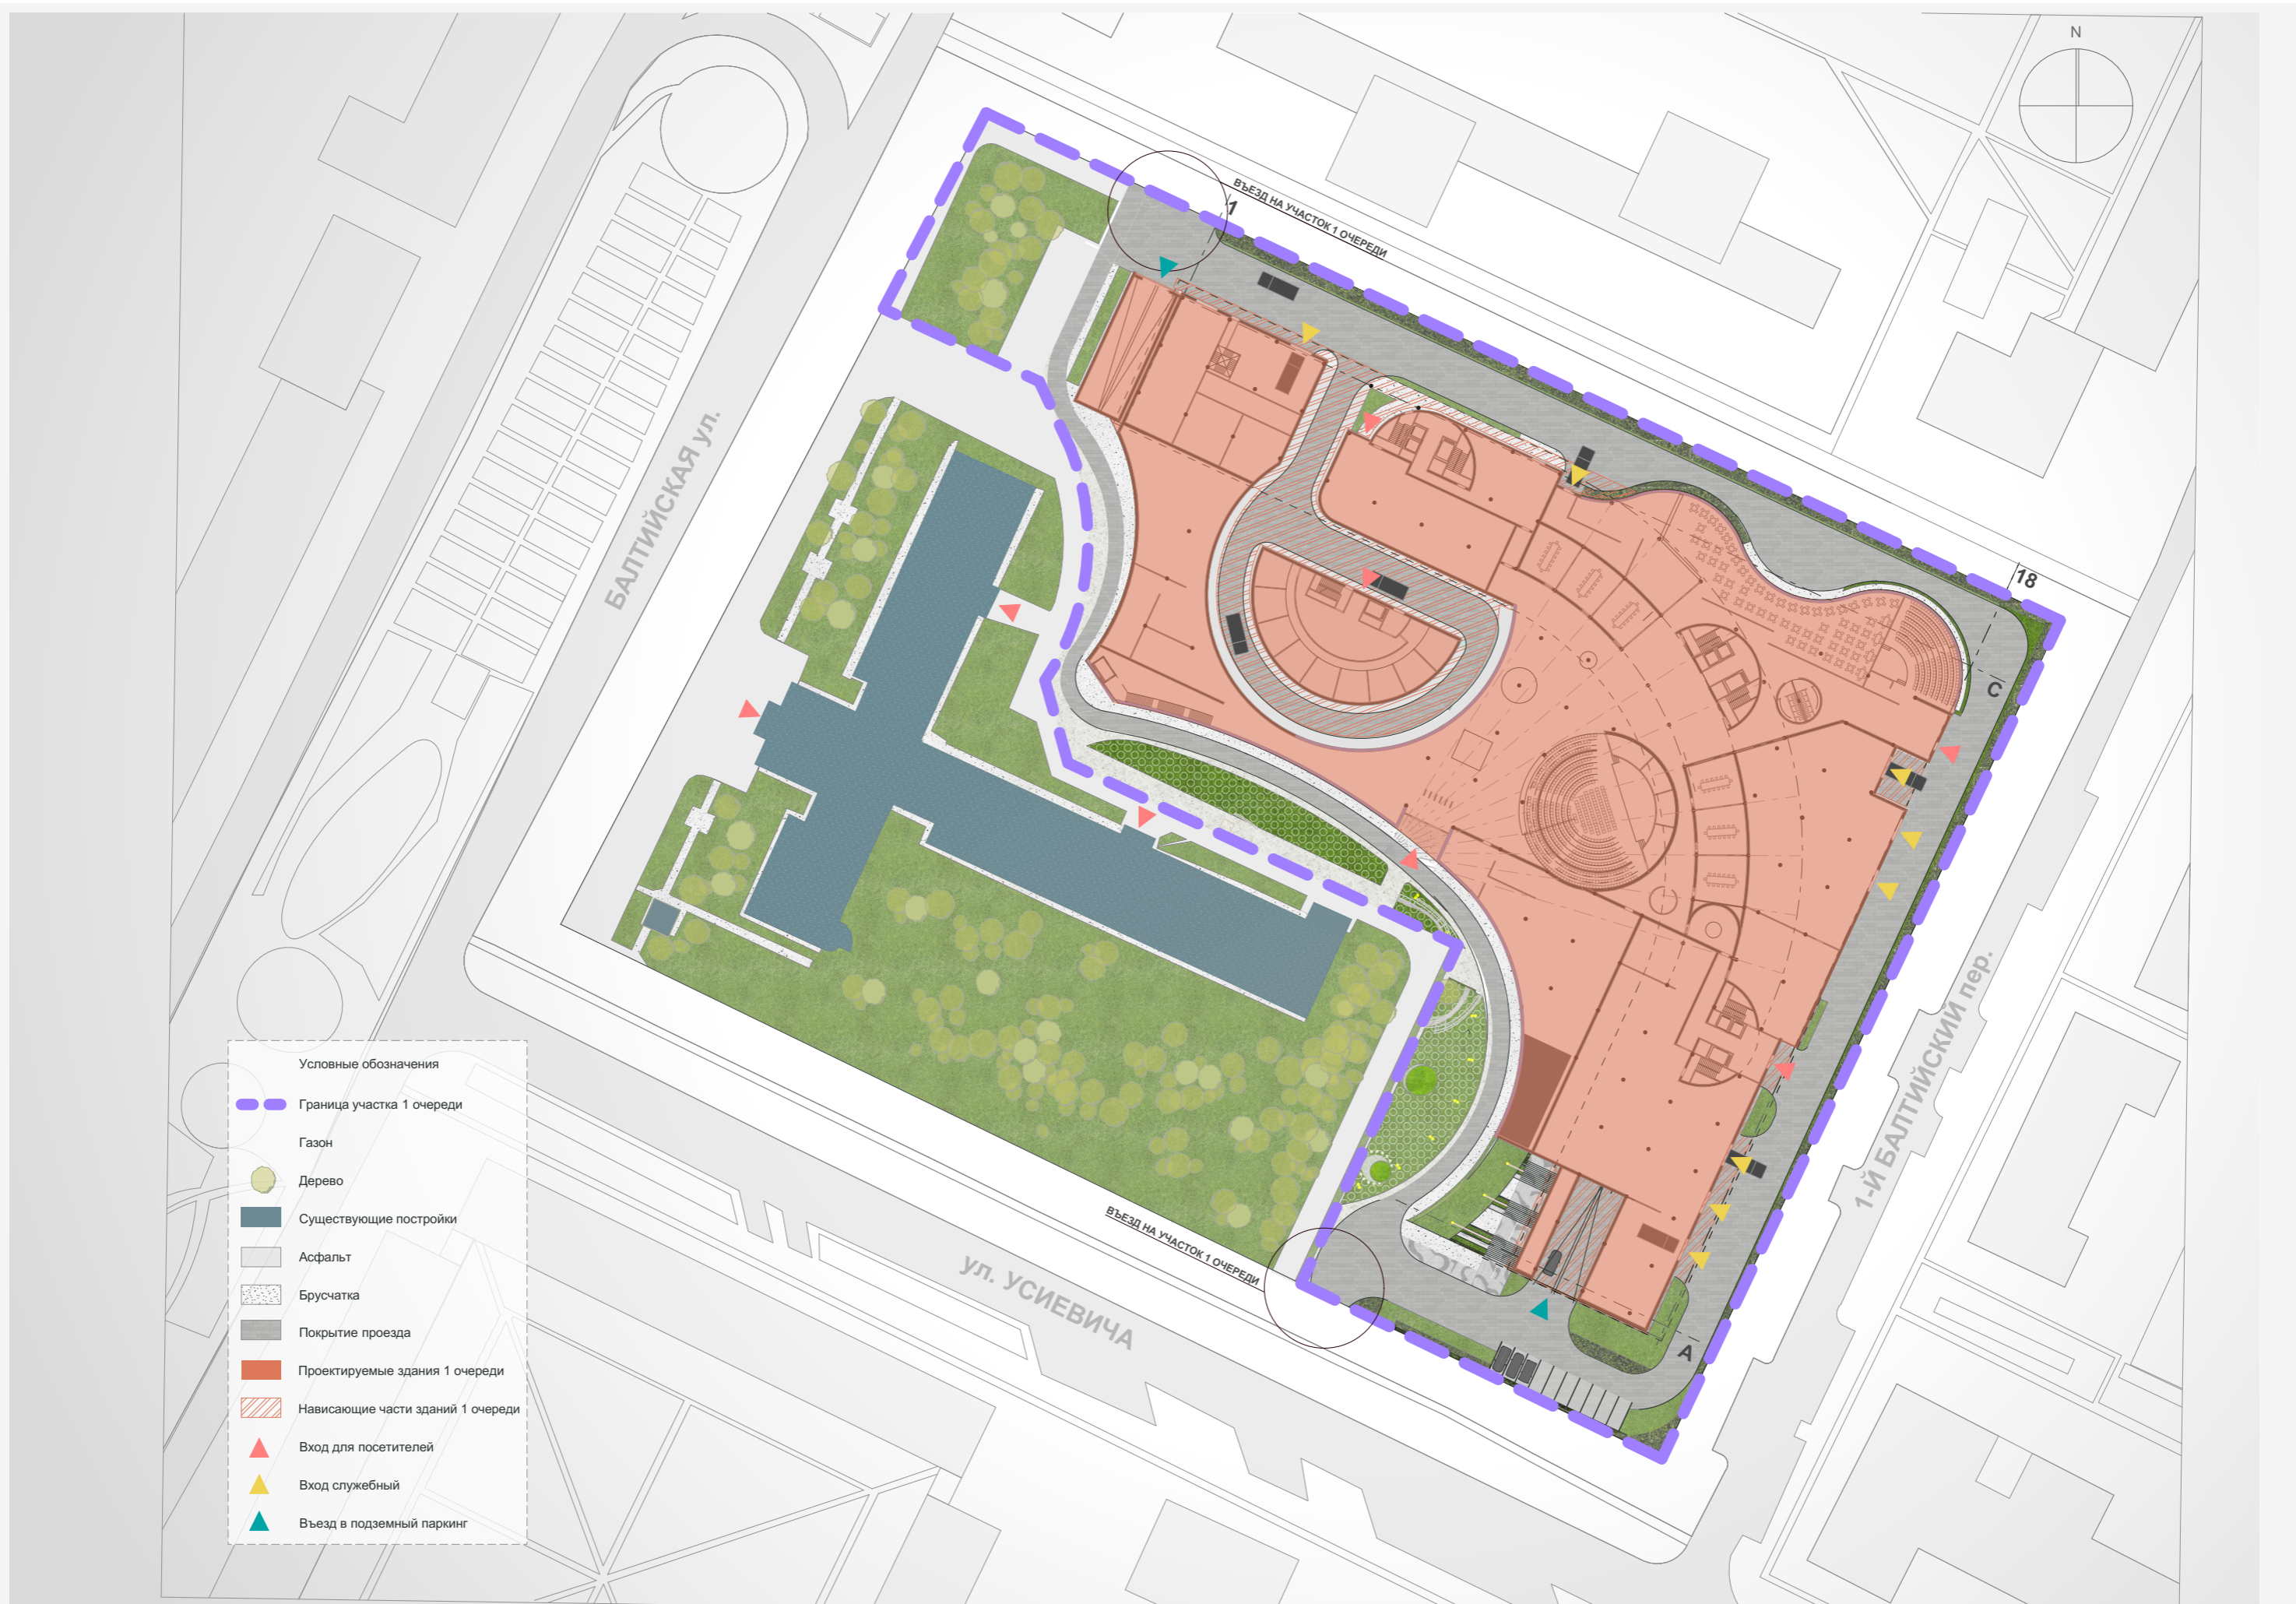 N
ВЪЕЗД НА УЧАСТОК 1 ОЧЕРЕДИ
1
18
С
БАЛТИЙСКАЯ ул.
1-Й БАЛТИЙСКИЙ пер.
ВЪЕЗД НА УЧАСТОК 1 ОЧЕРЕДИ
ул. УСИЕВИЧА
А
Условные обозначения
Граница участка 1 очереди
Газон
Дерево
Существующие постройки
Асфальт
Брусчатка
Покрытие проезда
Проектируемые здания 1 очереди
Нависающие части зданий 1 очереди
Вход для посетителей
Вход служебный
Въезд в подземный паркинг